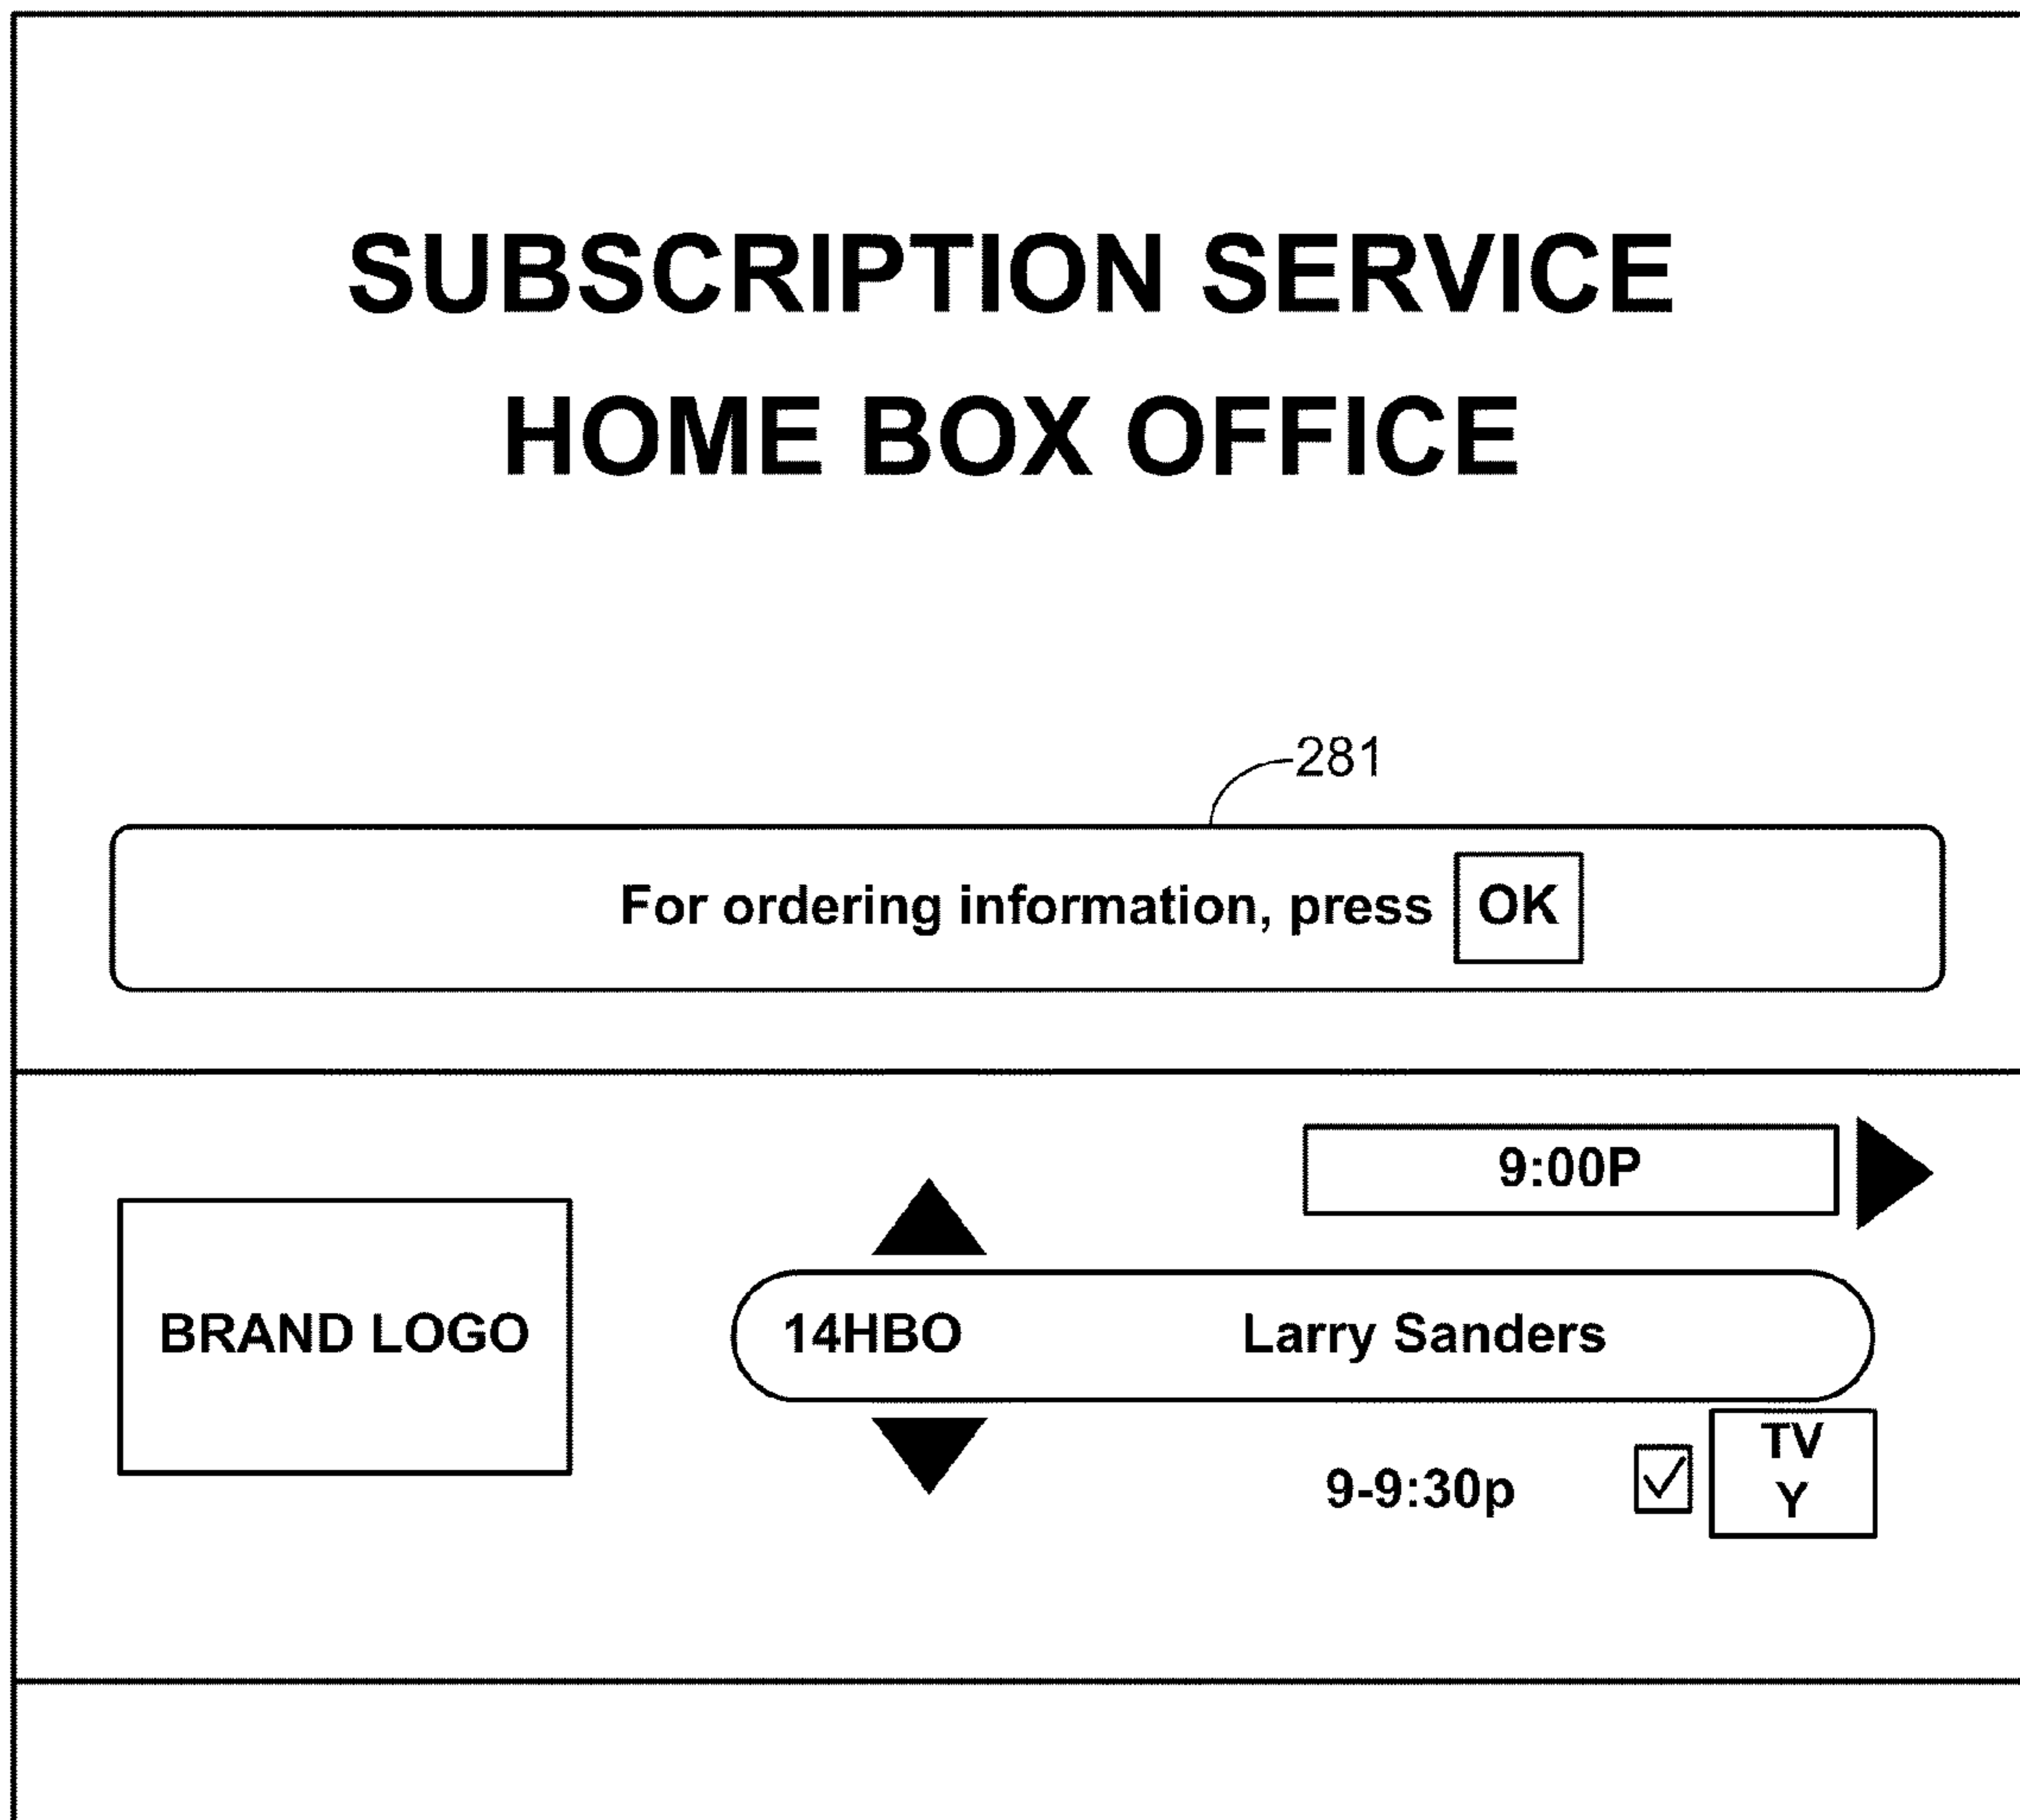 SUBSCRIPTION SERVICE
HOME BOX OFFICE
281
For ordering information, press OK
9:00P
BRAND LOGO
14HBO Larry Sanders
9-9:30p
TV
Y